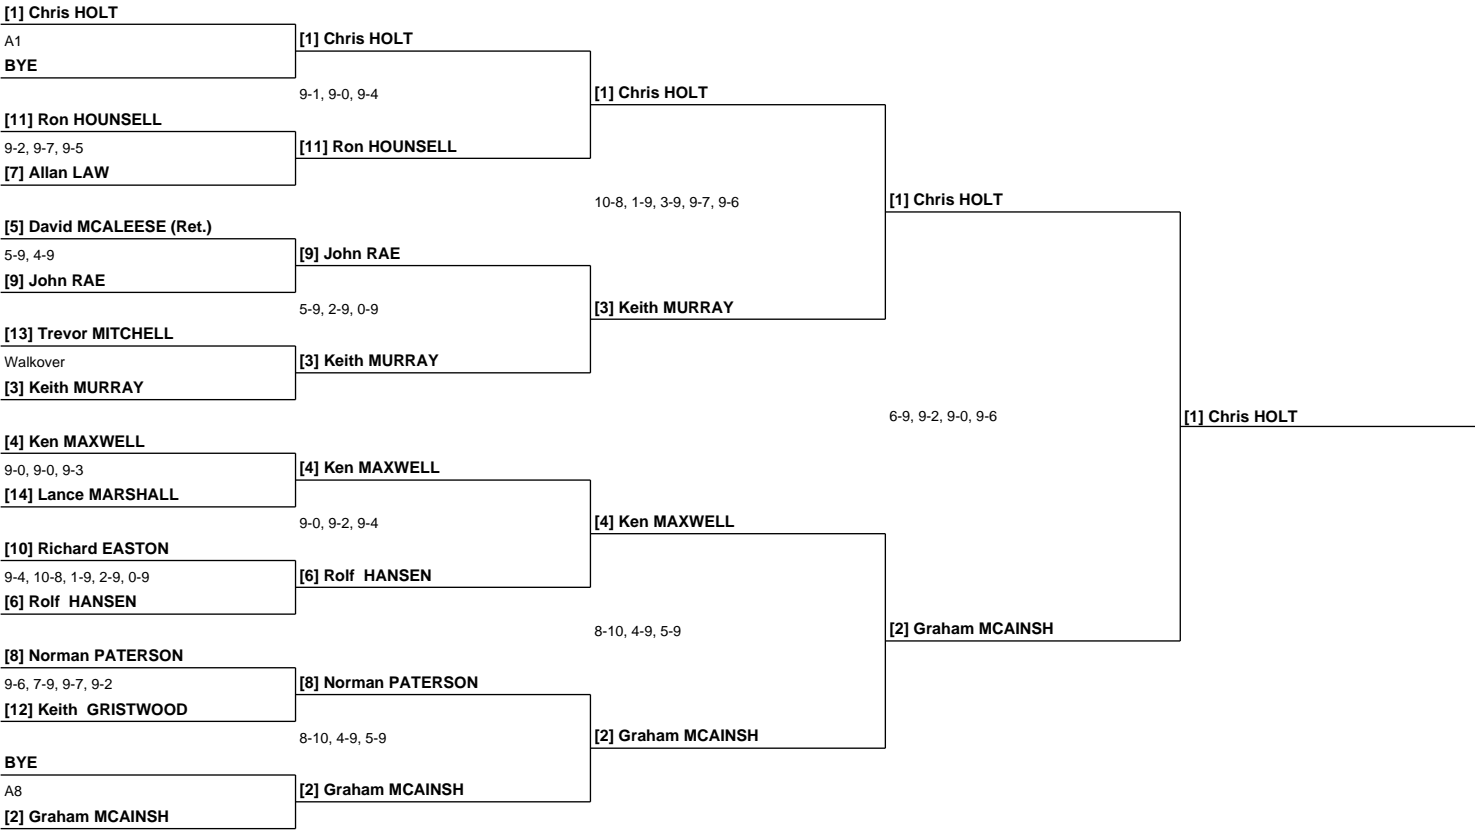 [1] Chris HOLT
A1
BYE
[11] Ron HOUNSELL
9-2, 9-7, 9-5
[7] Allan LAW
[5] David MCALEESE (Ret.)
5-9, 4-9
[9] John RAE
[13] Trevor MITCHELL
Walkover
[3] Keith MURRAY
[4] Ken MAXWELL
9-0, 9-0, 9-3
[14] Lance MARSHALL
[10] Richard EASTON
9-4, 10-8, 1-9, 2-9, 0-9
[6] Rolf  HANSEN
[8] Norman PATERSON
9-6, 7-9, 9-7, 9-2
[12] Keith  GRISTWOOD
BYE
A8
[2] Graham MCAINSH
[1] Chris HOLT
9-1, 9-0, 9-4
[11] Ron HOUNSELL
[9] John RAE
5-9, 2-9, 0-9
[3] Keith MURRAY
[4] Ken MAXWELL
9-0, 9-2, 9-4
[6] Rolf  HANSEN
[8] Norman PATERSON
8-10, 4-9, 5-9
[2] Graham MCAINSH
[1] Chris HOLT
10-8, 1-9, 3-9, 9-7, 9-6
[3] Keith MURRAY
[4] Ken MAXWELL
8-10, 4-9, 5-9
[2] Graham MCAINSH
[1] Chris HOLT
6-9, 9-2, 9-0, 9-6
[2] Graham MCAINSH
[1] Chris HOLT